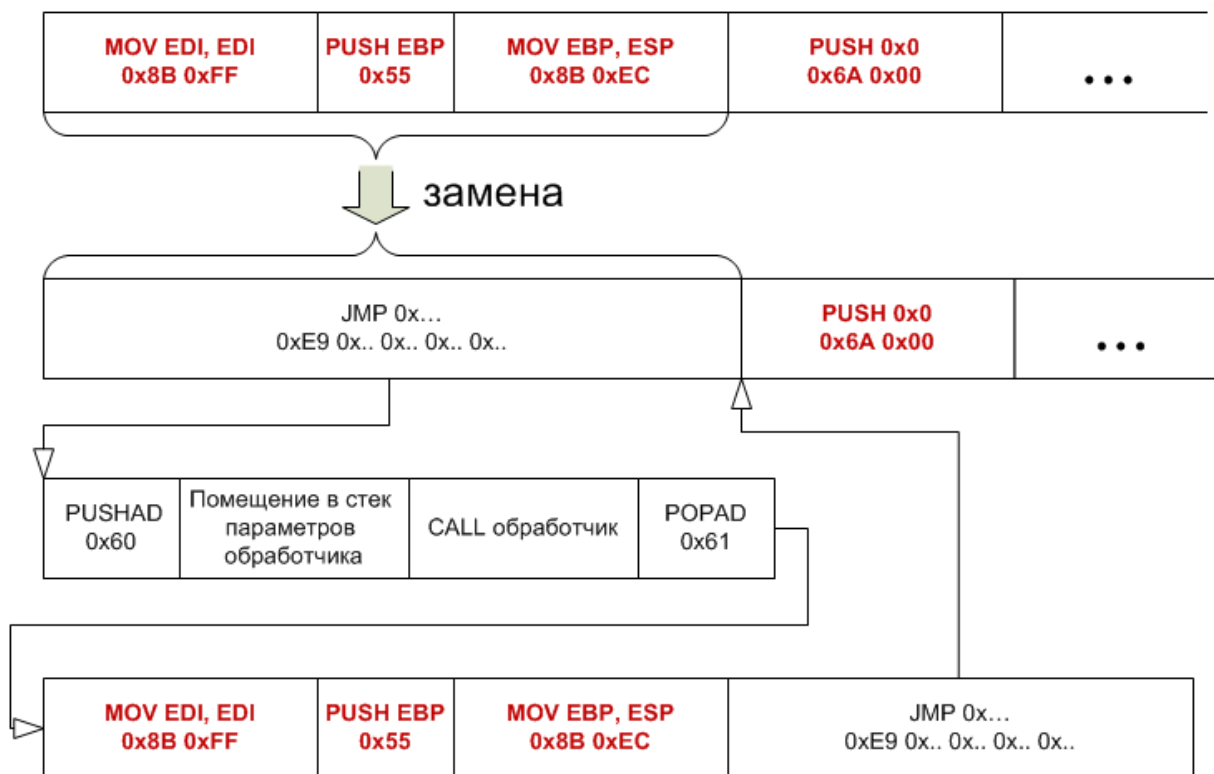 MOV EDI, EDI
0x8B 0xFF
PUSH EBP
0x55
MOV EBP, ESP
0x8B 0xEC
PUSH 0x0
0x6A 0x00
...
замена
JMP 0x...
0xE9 0x.. 0x.. 0x.. 0x..
PUSH 0x0
0x6A 0x00
...
PUSHAD
0x60
Помещение в стек
параметров
обработчика
CALL обработчик
POPAD
0x61
MOV EDI, EDI
0x8B 0xFF
PUSH EBP
0x55
MOV EBP, ESP
0x8B 0xEC
JMP 0x...
0xE9 0x.. 0x.. 0x.. 0x..